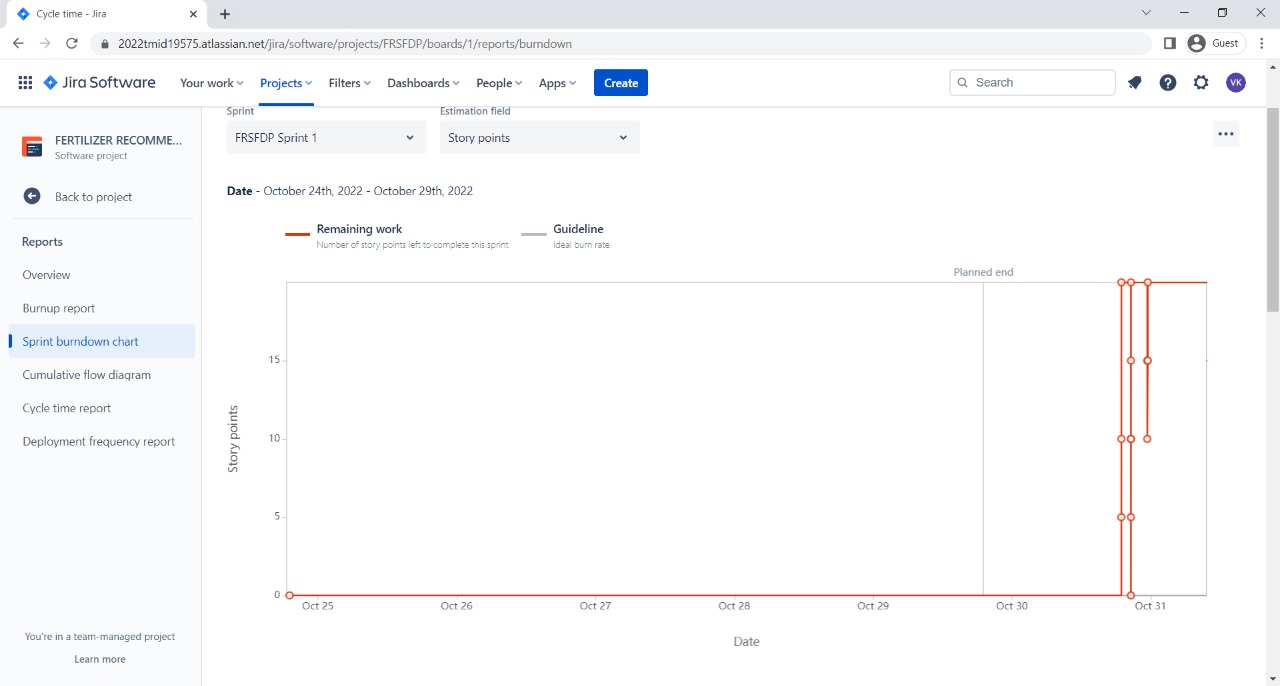 Cycle time - Jira
2022tmid19575.atlassian.net/jira/software/projects/FRSFDP/boards/1/reports/burndown
Guest
Jira Software
Your work
Projects
Filters
Dashboards
People
Apps
Create
Search
VK
FERTILIZER RECOMME...
Software project
Back to project
Reports
Overview
Burnup report
Sprint burndown chart
Cumulative flow diagram
Cycle time report
Deployment frequency report
You're in a team-managed project
Learn more
Sprint
Estimation field
FRSFDP Sprint 1
Story points
Date - October 24th, 2022 - October 29th, 2022
Remaining work
Number of story points left to complete this sprint
Guideline
Ideal burn rate
Planned end
Story points
15
10
5
0
Oct 25
Oct 26
Oct 27
Oct 28
Oct 29
Oct 30
Oct 31
Date